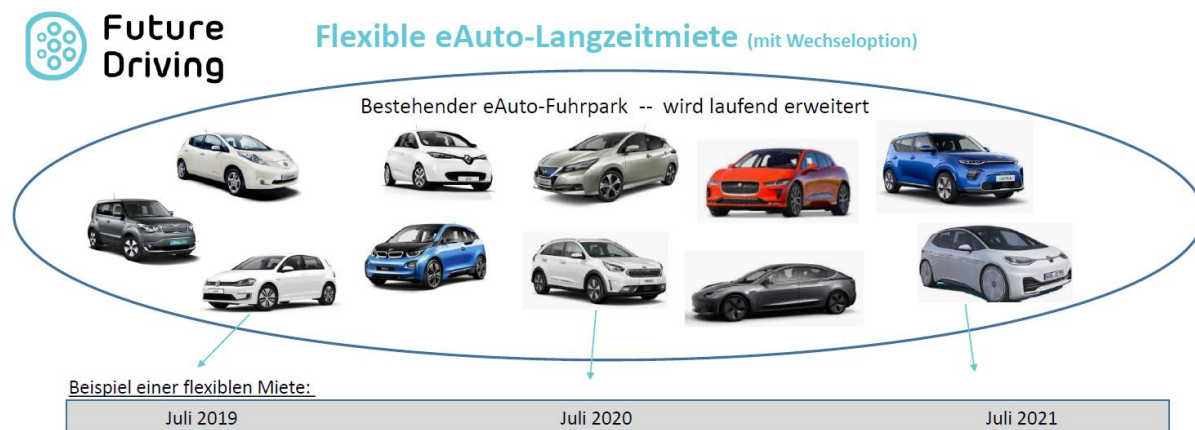 Future
Driving
Flexible eAuto-Langzeitmiete (mit Wechseloption)
Bestehender eAuto-Fuhrpark -- wird laufend erweitert
Beispiel einer flexiblen Miete:
Juli 2019 Juli 2020 Juli 2021